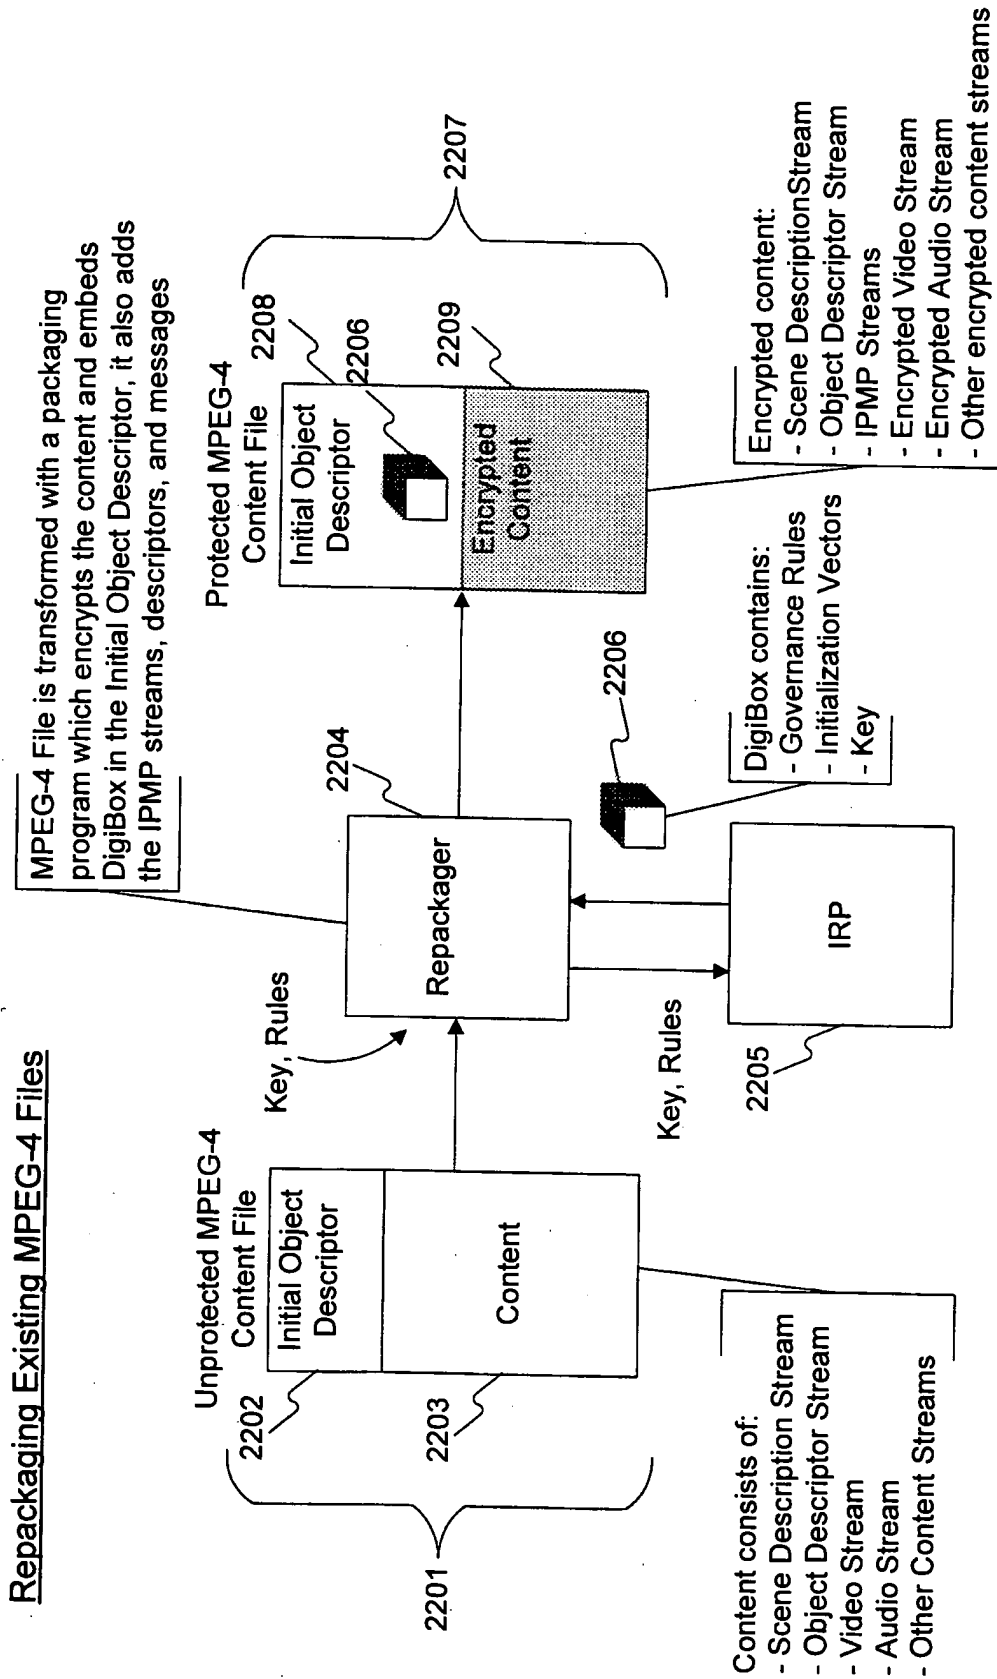 Repackaging Existing MPEG-4 Files
MPEG-4 File is transformed with a packaging
program which encrypts the content and embeds
DigiBox in the Initial Object Descriptor, it also adds
the IPMP streams, descriptors, and messages
Unprotected MPEG-4
Content File
2202
Initial Object
Descriptor
2203
Content
2201
Content consists of:
- Scene Description Stream
- Object Descriptor Stream
- Video Stream
- Audio Stream
- Other Content Streams
Key, Rules
2204
Repackager
Key, Rules
2205
IRP
2206
DigiBox contains:
- Governance Rules
- Initialization Vectors
- Key
Protected MPEG-4
Content File
2208
Initial Object
Descriptor
2206
2209
Encrypted
Content
2207
Encrypted content:
- Scene DescriptionStream
- Object Descriptor Stream
IPMP Streams
- Encrypted Video Stream
- Encrypted Audio Stream
- Other encrypted content streams